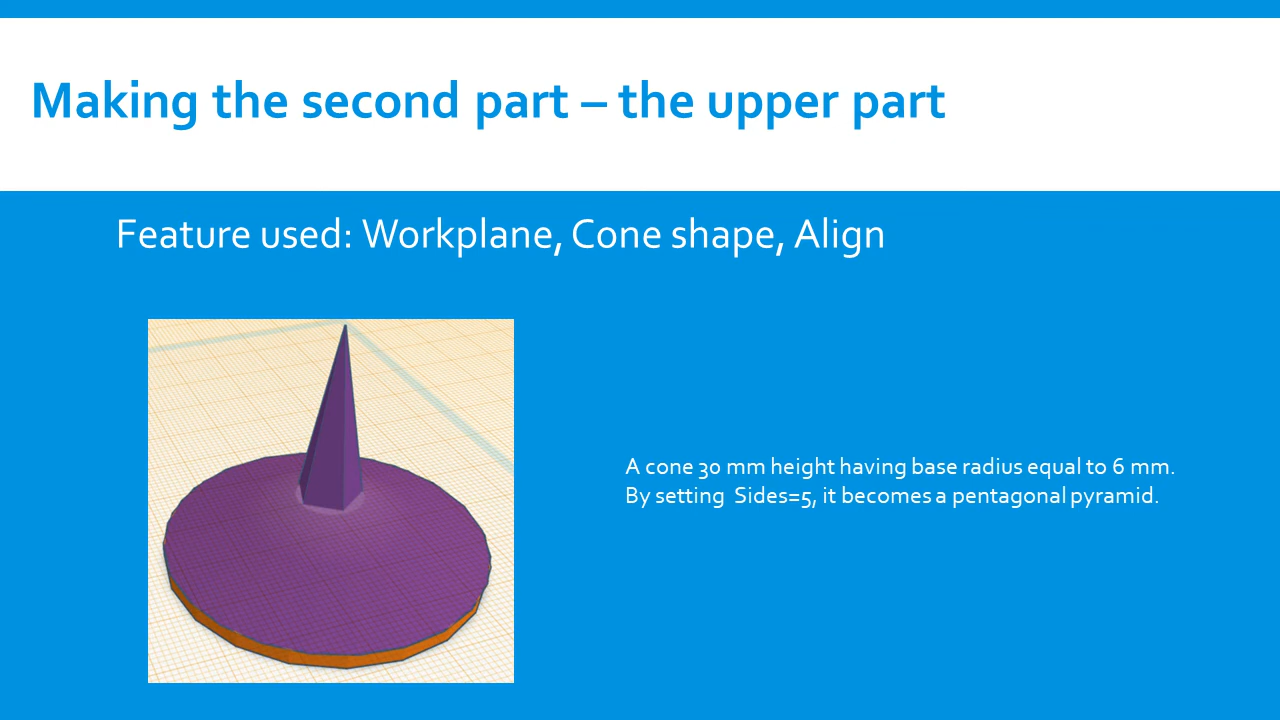 Making the second part – the upper part
Feature used: Workplane, Cone shape, Align
A cone 30 mm height having base radius equal to 6 mm.
By setting  Sides=5, it becomes a pentagonal pyramid.